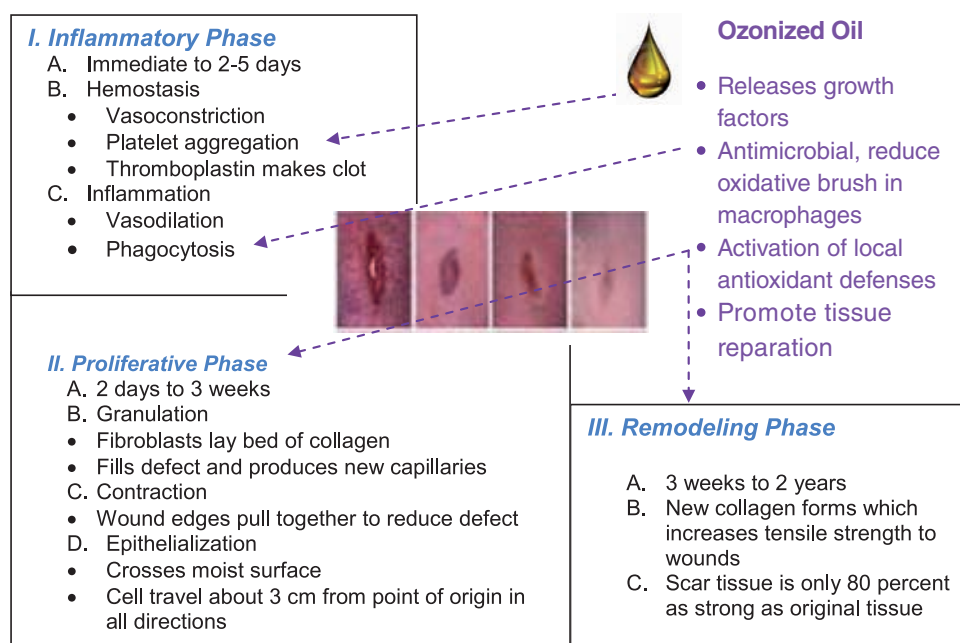 I. Inflammatory Phase
A. Immediate to 2-5 days
B. Hemostasis
• Vasoconstriction
• Platelet aggregation
• Thromboplastin makes clot
C. Inflammation
• Vasodilation
• Phagocytosis
Ozonized Oil
• Releases growth
factors
• Antimicrobial, reduce
oxidative brush in
macrophages
• Activation of local
antioxidant defenses
• Promote tissue
reparation
II. Proliferative Phase
A. 2 days to 3 weeks
B. Granulation
• Fibroblasts lay bed of collagen
• Fills defect and produces new capillaries
C. Contraction
• Wound edges pull together to reduce defect
D. Epithelialization
• Crosses moist surface
• Cell travel about 3 cm from point of origin in
all directions
III. Remodeling Phase
A. 3 weeks to 2 years
B. New collagen forms which
increases tensile strength to
wounds
C. Scar tissue is only 80 percent
as strong as original tissue